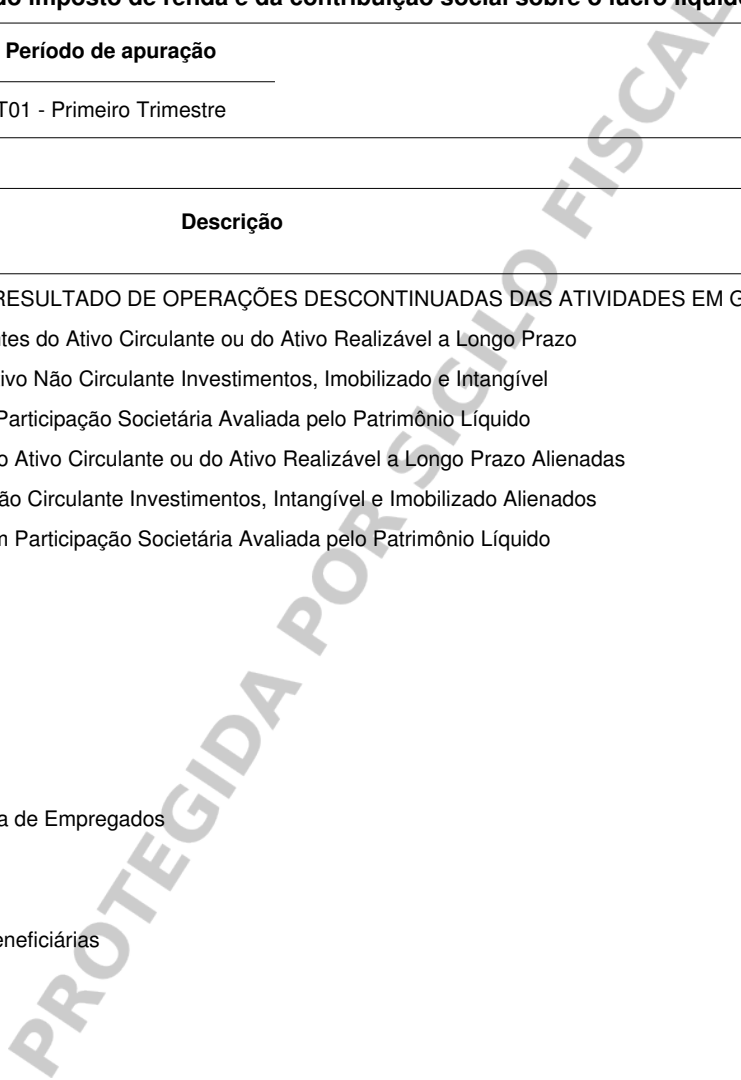 do imposto de renda e da contribuição social sobre o lucro líquido
Período de apuração
T01 - Primeiro Trimestre
Descrição
RESULTADO DE OPERAÇÕES DESCONTINUADAS DAS ATIVIDADES EM G
tes do Ativo Circulante ou do Ativo Realizável a Longo Prazo
ivo Não Circulante Investimentos, Imobilizado e Intangível
Participação Societária Avaliada pelo Patrimônio Líquido
o Ativo Circulante ou do Ativo Realizável a Longo Prazo Alienadas
ão Circulante Investimentos, Intangível e Imobilizado Alienados
m Participação Societária Avaliada pelo Patrimônio Líquido
a de Empregados
eneficiárias
PROTEGIDA POR SIGILO FISCAL